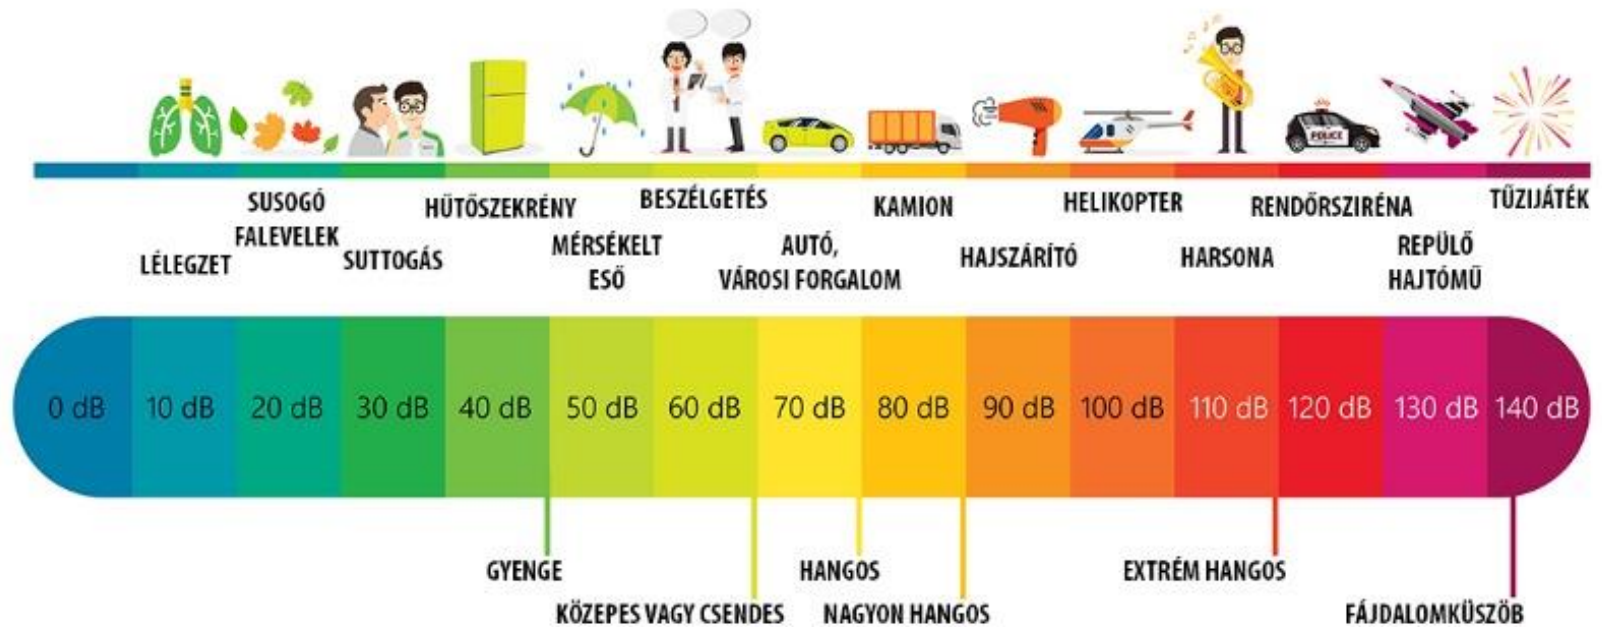 POLICE
LÉLEGZET
SUSOGÓ
FALEVELEK
SUTTOGÁS
HŰTŐSZEKRÉNY
MÉRSÉKELT
ESŐ
BESZÉLGETÉS
AUTÓ,
VÁROSI FORGALOM
KAMION
HAJSZÁRÍTÓ
HELIKOPTER
HARSONA
RENDŐRSZIRÉNA
REPÜLŐ
HAJTÓMŰ
TŰZIJÁTÉK
0 dB 10 dB 20 dB 30 dB 40 dB 50 dB 60 dB 70 dB 80 dB 90 dB 100 dB 110 dB 120 dB 130 dB 140 dB
GYENGE
KÖZEPES VAGY CSENDES
HANGOS
NAGYON HANGOS
EXTRÉM HANGOS
FÁJDALOMKÜSZÖB